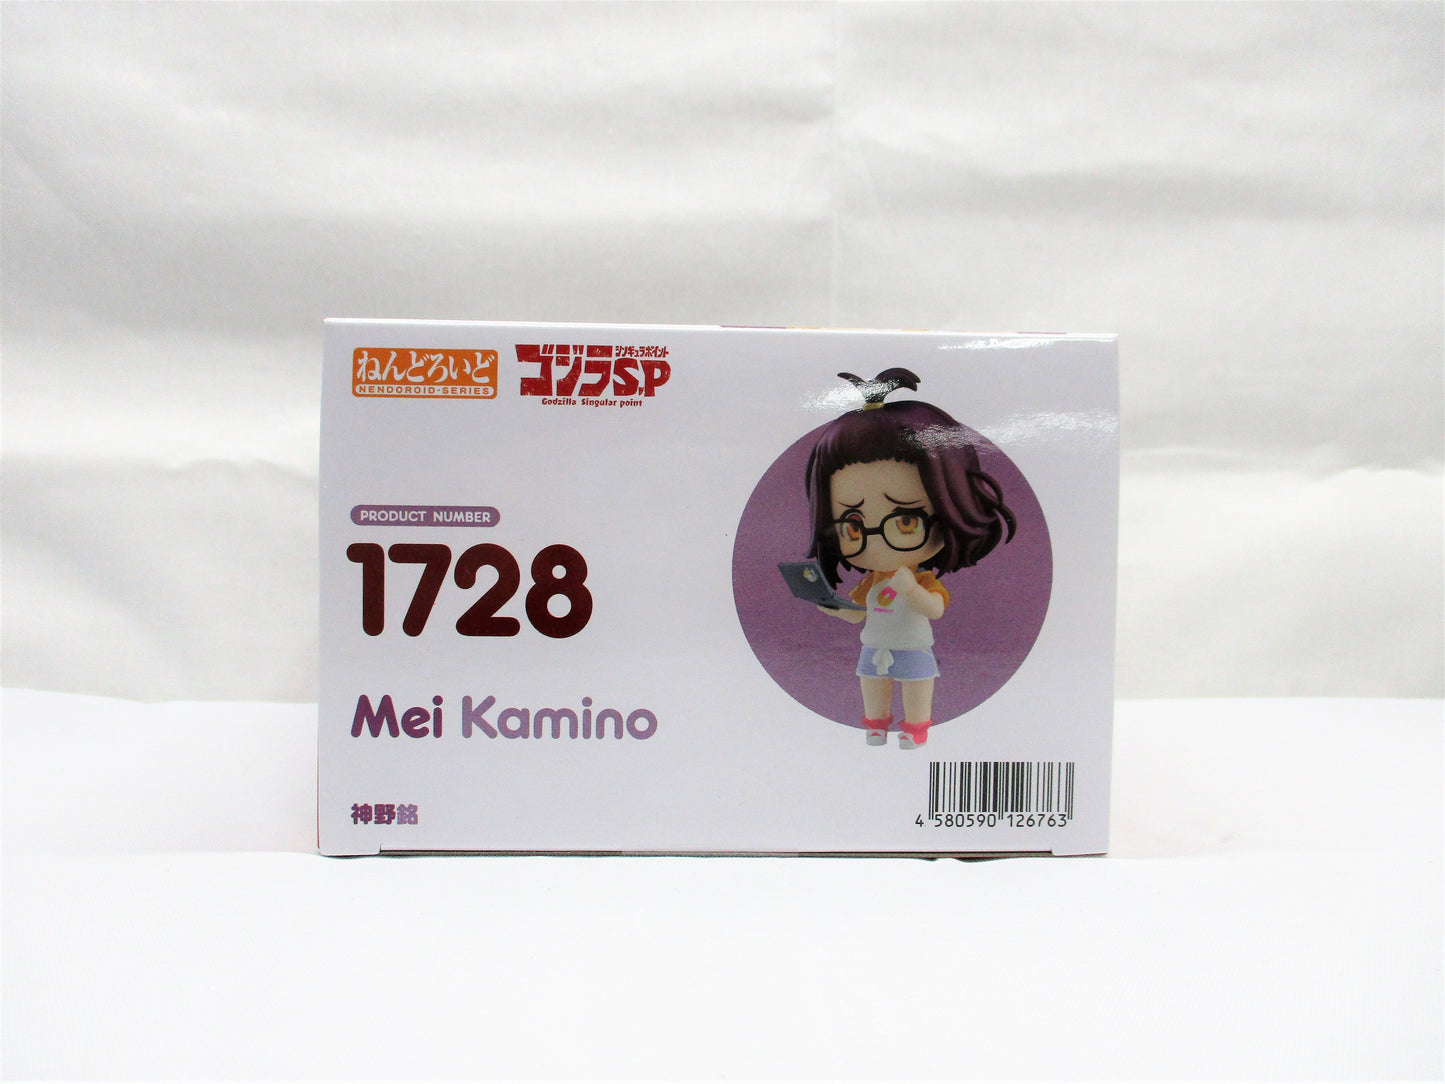 ねんどろいど
NENDOROID·SERIES
シンギュラポイント
ゴジラS.P
Godzilla Singular point
PRODUCT NUMBER
1728
Mei Kamino
神野銘
4 580590 126763